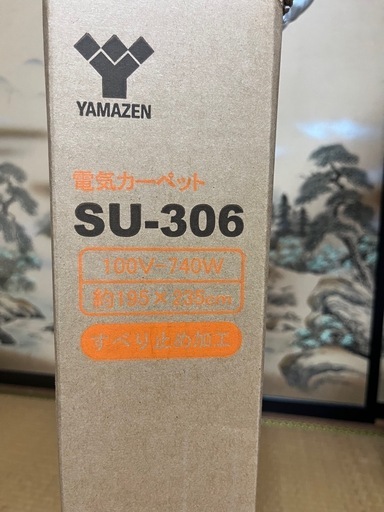 YAMAZEN
電気カーペット
SU-306
100V-740W
約195×235cm
すべり止め加工